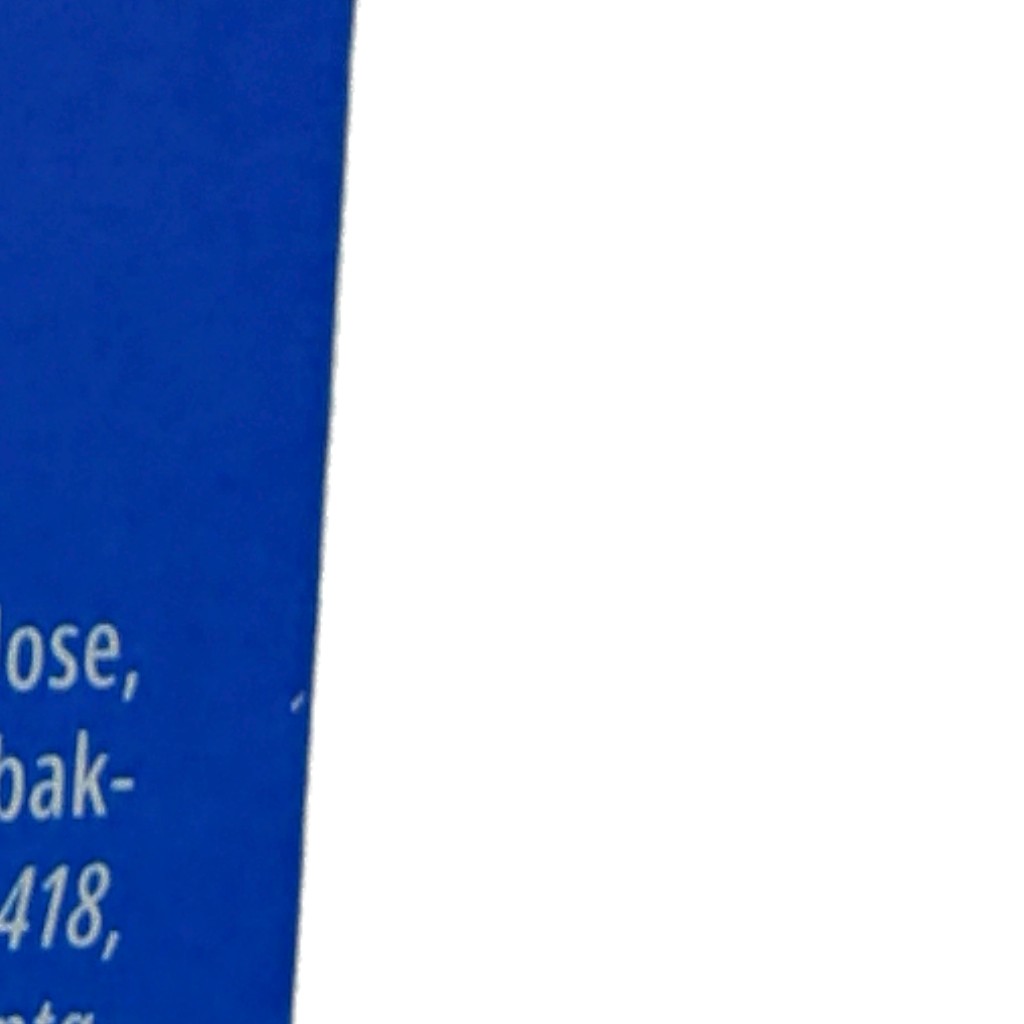 lose,
bak-
418,